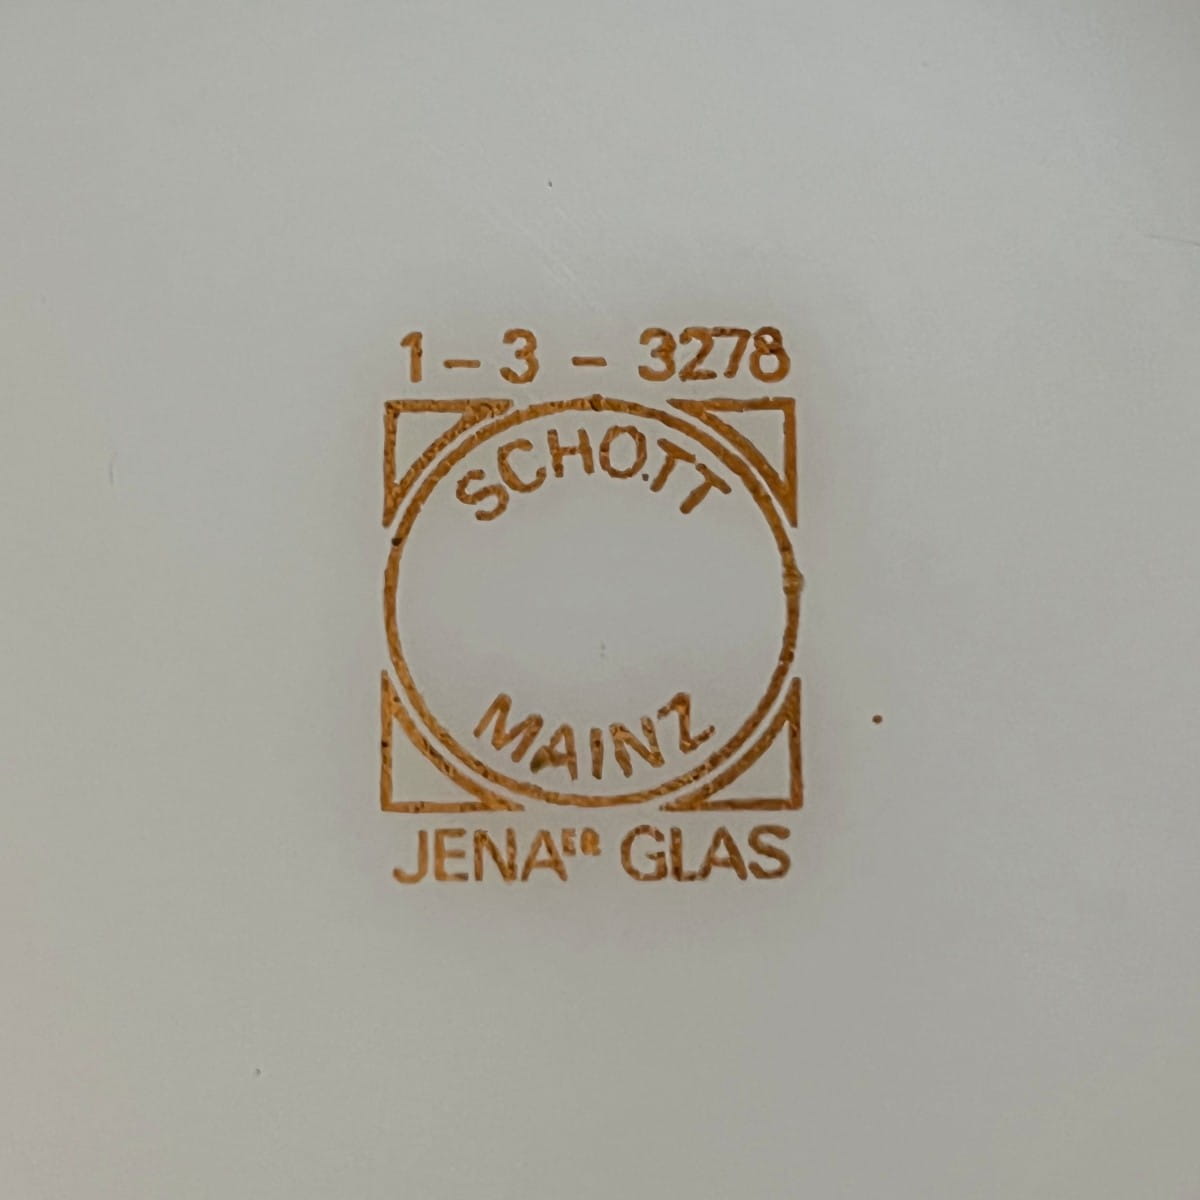 1 - 3 - 3278
SCHOTT
MAINZ
JENAER GLAS